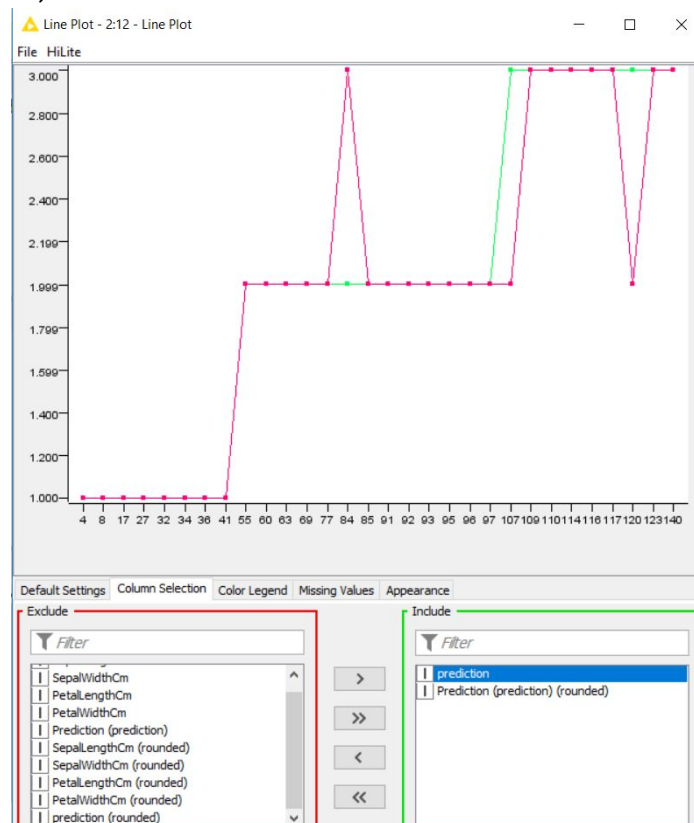 Line Plot - 2:12 - Line Plot
File HiLite
3.000
2.800
2.600
2.400
2.199
1.999
1.799
1.599
1.400
1.200
1.000
4 8 17 27 32 34 36 41 55 60 63 69 77 84 85 91 92 93 95 96 97 107 109 110 114 116 117 120 123 140
Default Settings Column Selection Color Legend Missing Values Appearance
Exclude
Filter
SepalWidthCm
PetalLengthCm
PetalWidthCm
Prediction (prediction)
SepalLengthCm (rounded)
SepalWidthCm (rounded)
PetalLengthCm (rounded)
PetalWidthCm (rounded)
prediction (rounded)
>
>>
<
<<
Include
Filter
prediction
Prediction (prediction) (rounded)